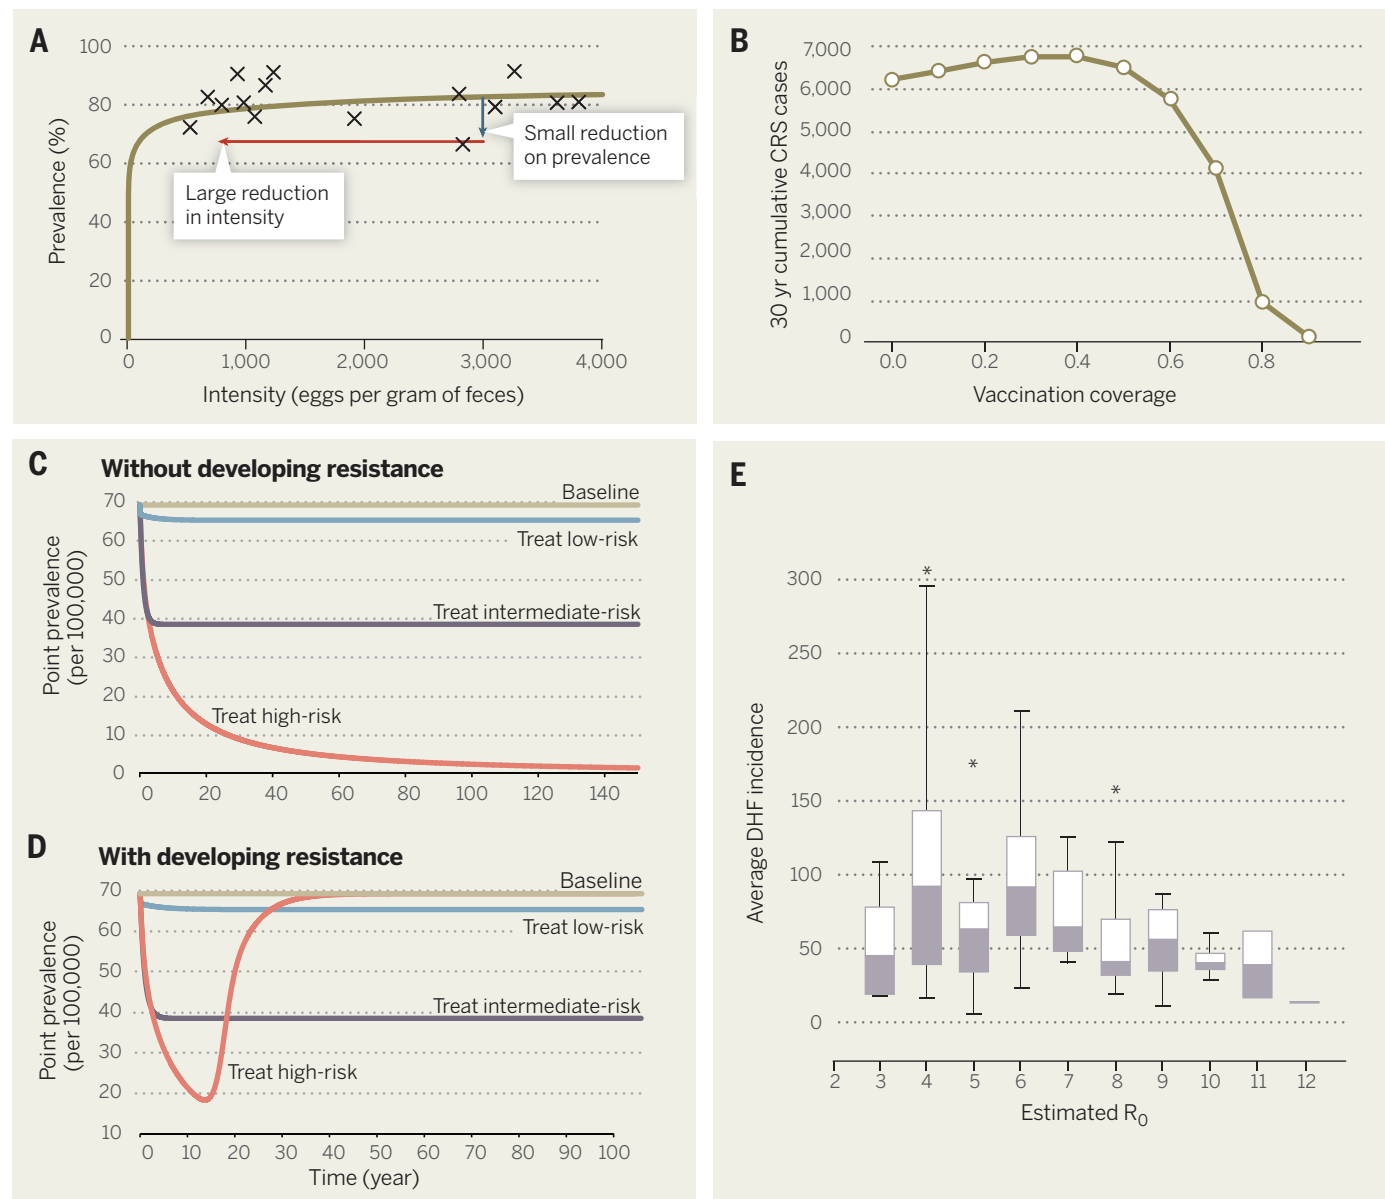 A
100
80
60
40
20
0
Prevalence (%)
Small reduction
on prevalence
Large reduction
in intensity
0 1,000 2,000 3,000 4,000
Intensity (eggs per gram of feces)
B
7,000
6,000
5,000
4,000
3,000
2,000
1,000
0
30 yr cumulative CRS cases
0.0 0.2 0.4 0.6 0.8
Vaccination coverage
C
Without developing resistance
70
60
50
40
30
20
10
0
Point prevalence
(per 100,000)
Baseline
Treat low-risk
Treat intermediate-risk
Treat high-risk
0 20 40 60 80 100 120 140
D
With developing resistance
70
60
50
40
30
20
10
Point prevalence
(per 100,000)
Baseline
Treat low-risk
Treat intermediate-risk
Treat high-risk
0 10 20 30 40 50 60 70 80 90 100
Time (year)
E
300
250
200
150
100
50
0
Average DHF incidence
*
*
*
2 3 4 5 6 7 8 9 10 11 12
Estimated R0